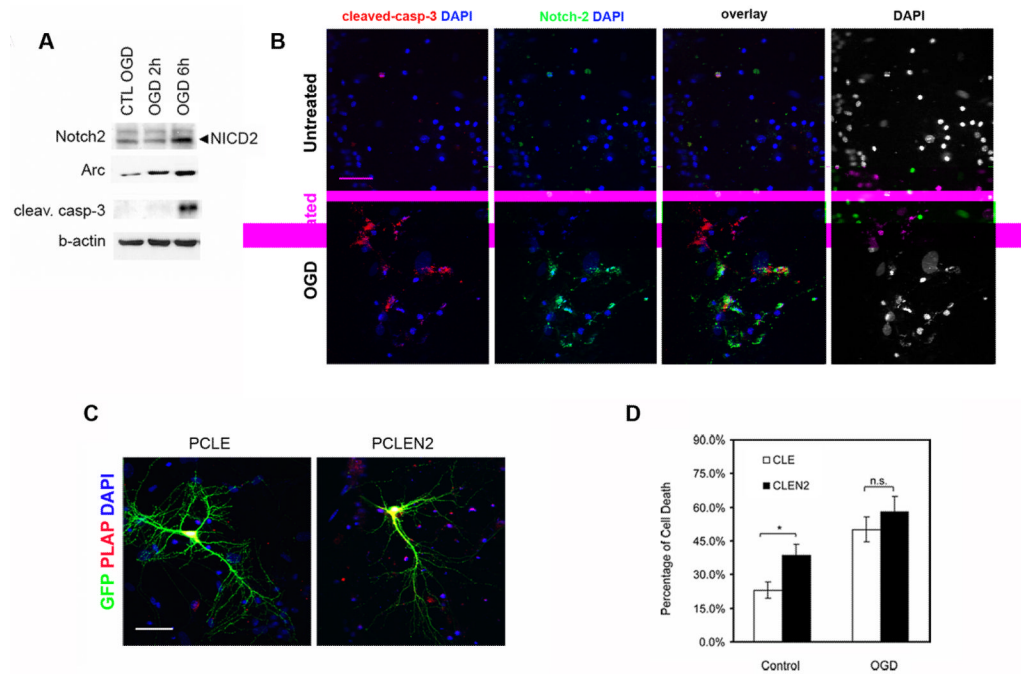 A
CTL OGD
OGD 2h
OGD 6h
Notch2
NICD2
Arc
cleav. casp-3
b-actin
B
cleaved-casp-3 DAPI
Notch-2 DAPI
overlay
DAPI
Untreated
ated
OGD
C
PCLE
PCLEN2
GFP PLAP DAPI
D
90.0%
75.0%
60.0%
45.0%
30.0%
15.0%
0.0%
Percentage of Cell Death
CLE
CLEN2
*
n.s.
Control
OGD